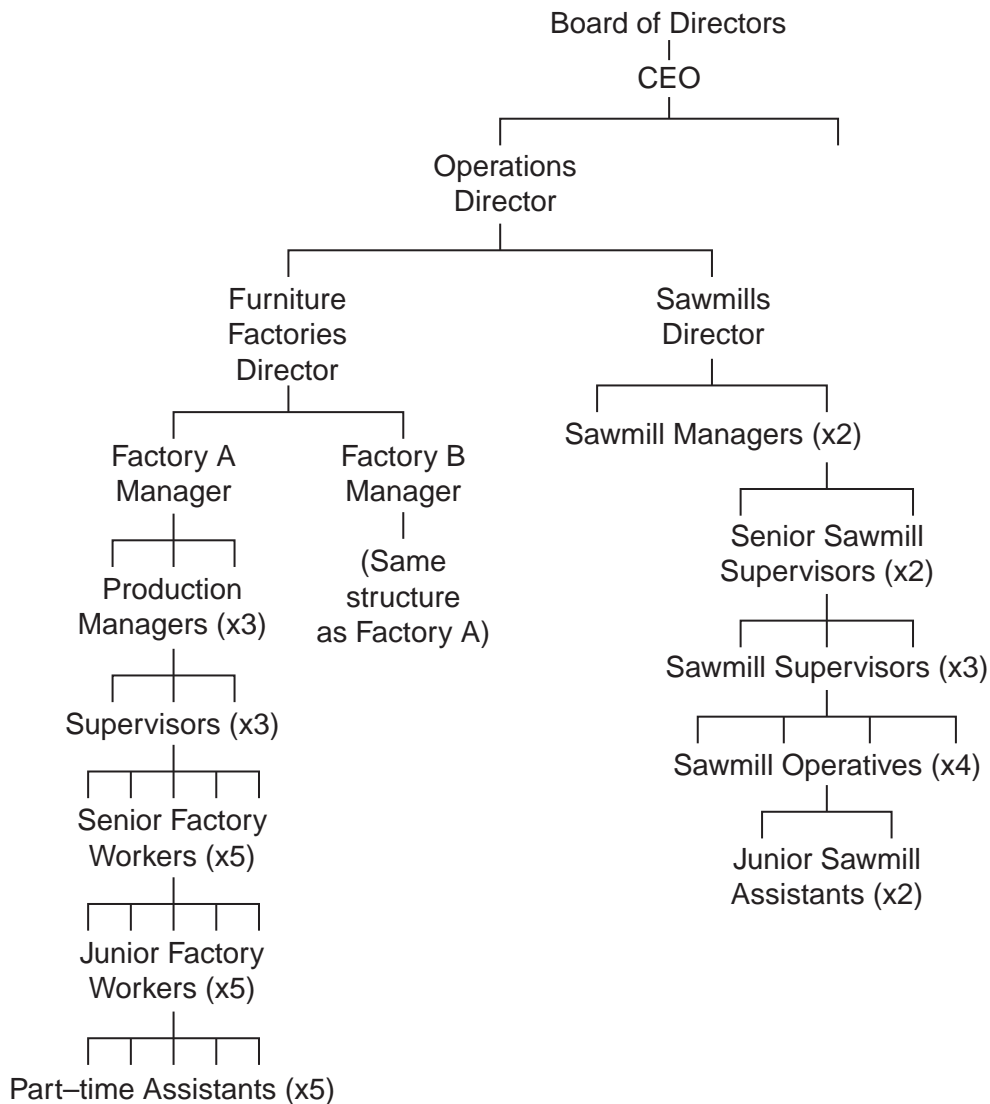 Board of Directors
CEO
Operations
Director
Furniture
Factories
Director
Sawmills
Director
Factory A
Manager
Factory B
Manager
(Same
structure
as Factory A)
Production
Managers (x3)
Supervisors (x3)
Senior Factory
Workers (x5)
Junior Factory
Workers (x5)
Part–time Assistants (x5)
Sawmill Managers (x2)
Senior Sawmill
Supervisors (x2)
Sawmill Supervisors (x3)
Sawmill Operatives (x4)
Junior Sawmill
Assistants (x2)